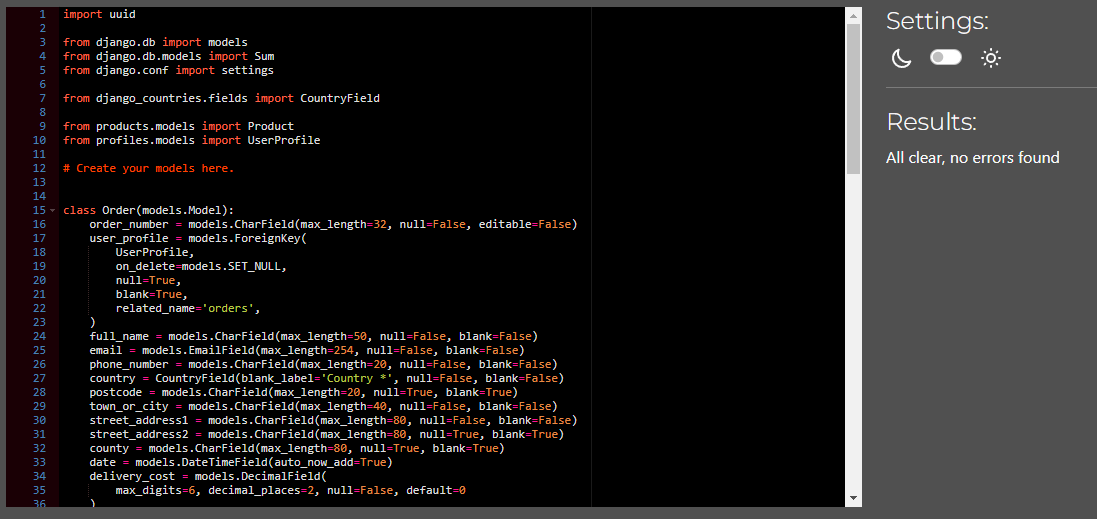 1 import uuid
2
3 from django.db import models
4 from django.db.models import Sum
5 from django.conf import settings
6
7 from django_countries.fields import CountryField
8
9 from products.models import Product
10 from profiles.models import UserProfile
11
12 # Create your models here.
13
14
15 class Order(models.Model):
16     order_number = models.CharField(max_length=32, null=False, editable=False)
17     user_profile = models.ForeignKey(
18         UserProfile,
19         on_delete=models.SET_NULL,
20         null=True,
21         blank=True,
22         related_name='orders',
23     )
24     full_name = models.CharField(max_length=50, null=False, blank=False)
25     email = models.EmailField(max_length=254, null=False, blank=False)
26     phone_number = models.CharField(max_length=20, null=False, blank=False)
27     country = CountryField(blank_label='Country *', null=False, blank=False)
28     postcode = models.CharField(max_length=20, null=True, blank=True)
29     town_or_city = models.CharField(max_length=40, null=False, blank=False)
30     street_address1 = models.CharField(max_length=80, null=False, blank=False)
31     street_address2 = models.CharField(max_length=80, null=True, blank=True)
32     county = models.CharField(max_length=80, null=True, blank=True)
33     date = models.DateTimeField(auto_now_add=True)
34     delivery_cost = models.DecimalField(
35         max_digits=6, decimal_places=2, null=False, default=0
36     )
Settings:
Results:
All clear, no errors found